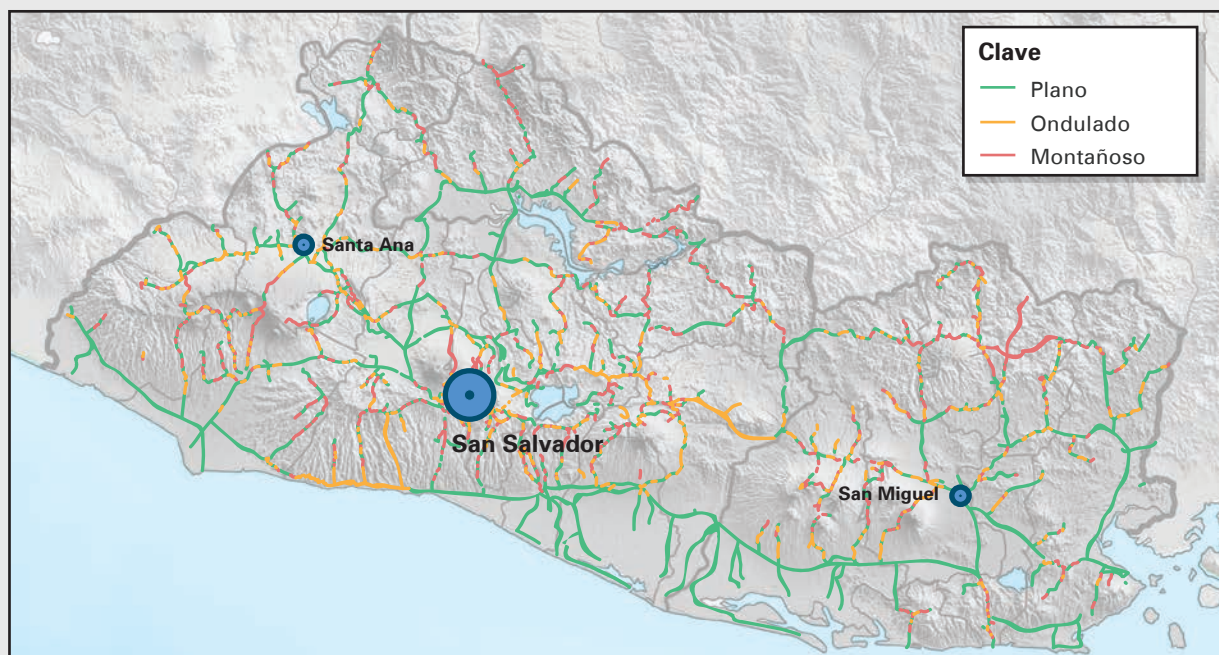 Clave
Plano
Ondulado
Montañoso
Santa Ana
San Salvador
San Miguel